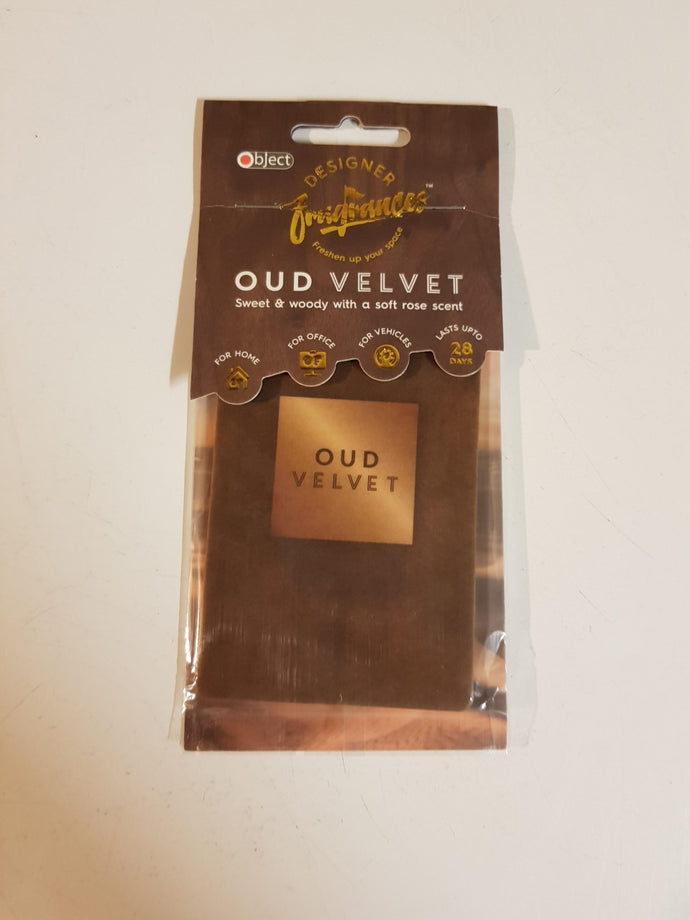 Object
DESIGNER
fragrances™
Freshen up your space
OUD VELVET
Sweet & woody with a soft rose scent
FOR HOME
FOR OFFICE
FOR VEHICLES
LASTS UPTO
28
DAYS
OUD
VELVET